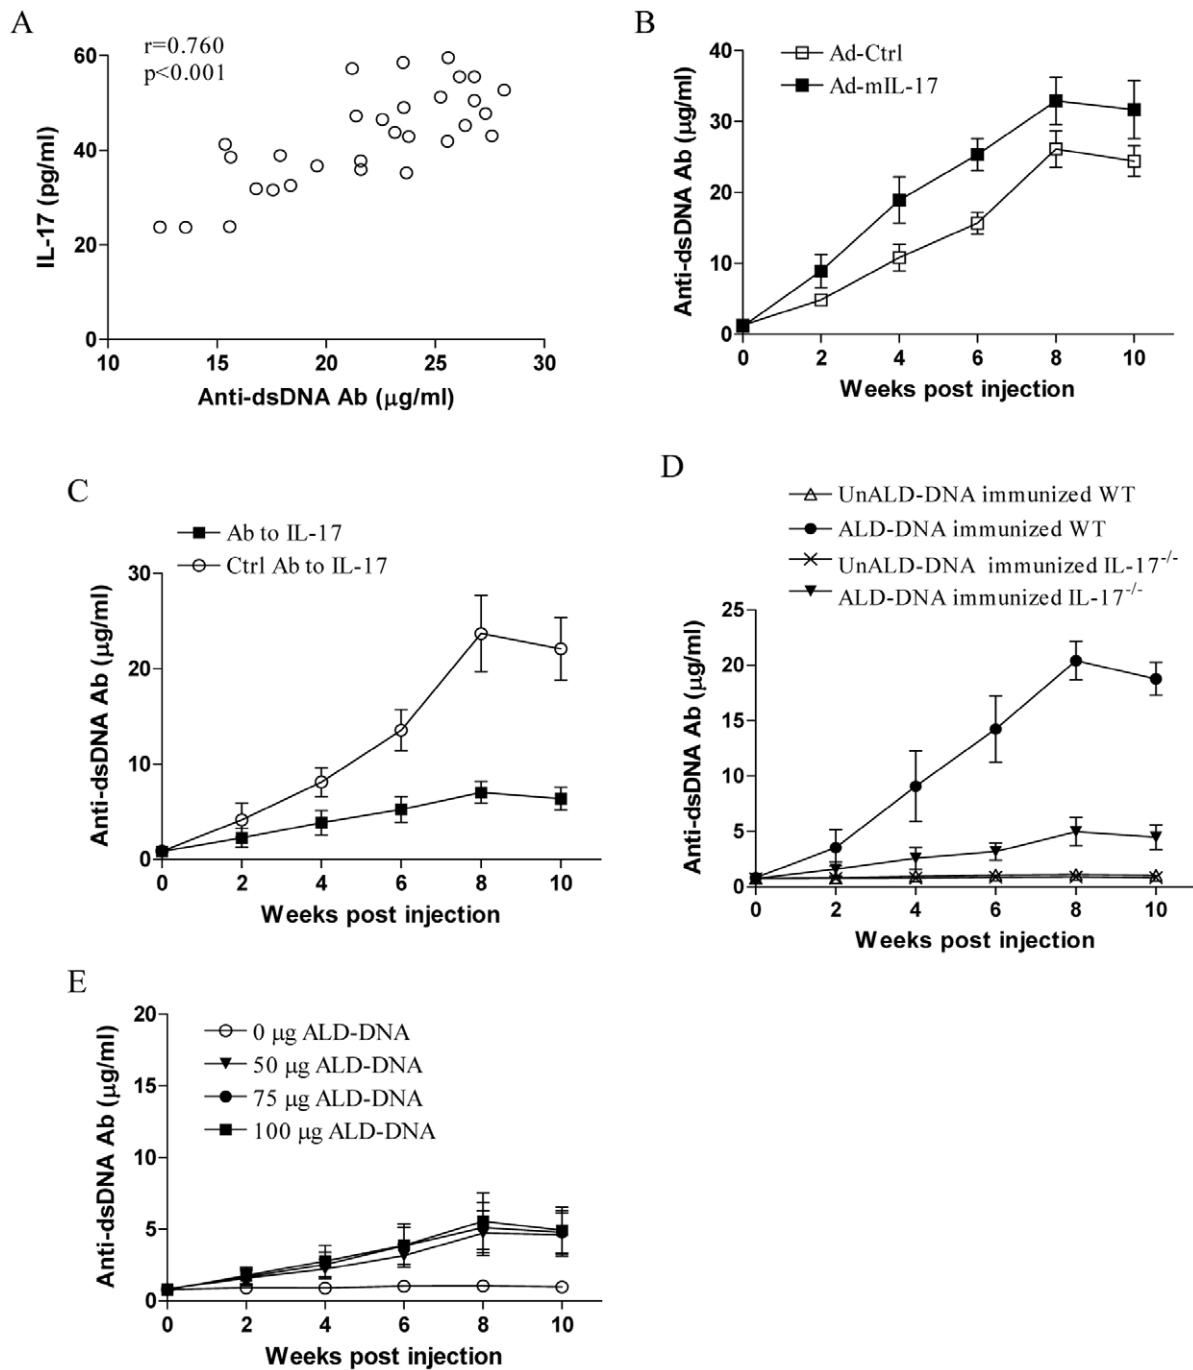 A
r=0.760
p<0.001
60
40
20
0
IL-17 (pg/ml)
10 15 20 25 30
Anti-dsDNA Ab (μg/ml)
B
Ad-Ctrl
Ad-mIL-17
40
30
20
10
0
Anti-dsDNA Ab (μg/ml)
0 2 4 6 8 10
Weeks post injection
C
Ab to IL-17
Ctrl Ab to IL-17
30
20
10
0
Anti-dsDNA Ab (μg/ml)
0 2 4 6 8 10
Weeks post injection
D
UnALD-DNA immunized WT
ALD-DNA immunized WT
UnALD-DNA immunized IL-17-/-
ALD-DNA immunized IL-17-/-
25
20
15
10
5
0
Anti-dsDNA Ab (μg/ml)
0 2 4 6 8 10
Weeks post injection
E
0 μg ALD-DNA
50 μg ALD-DNA
75 μg ALD-DNA
100 μg ALD-DNA
20
15
10
5
0
Anti-dsDNA Ab (μg/ml)
0 2 4 6 8 10
Weeks post injection